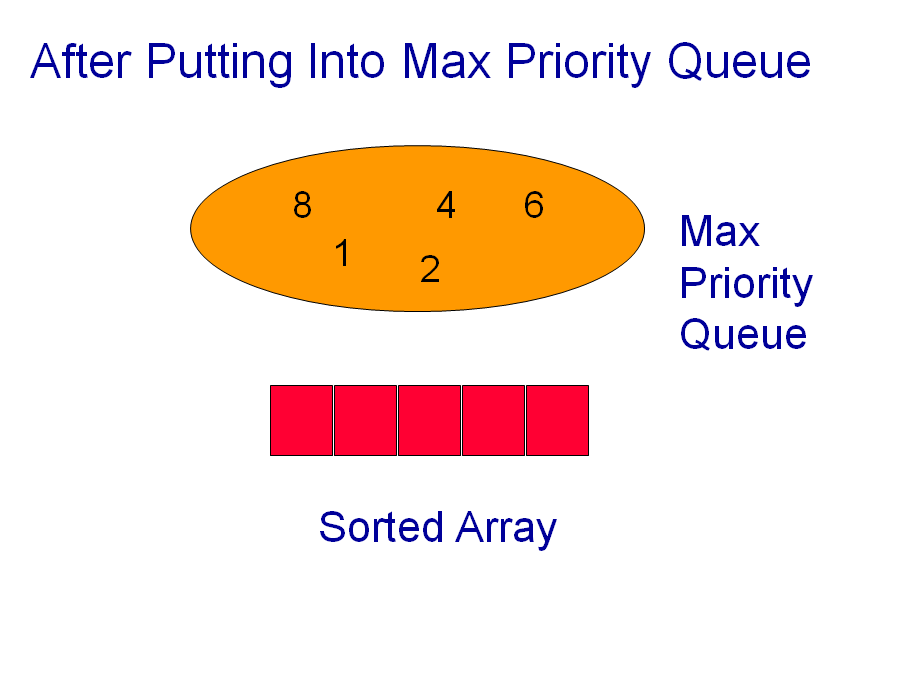 After Putting Into Max Priority Queue
8 4 6
1
2
Max
Priority
Queue
Sorted Array